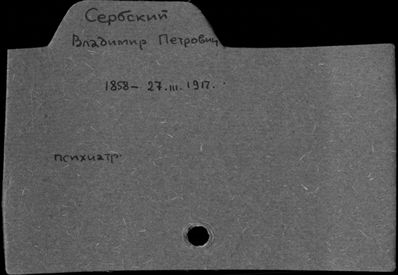 Сербский
Владимир Петрович
1858 - 27.III.1917.
психиатр.